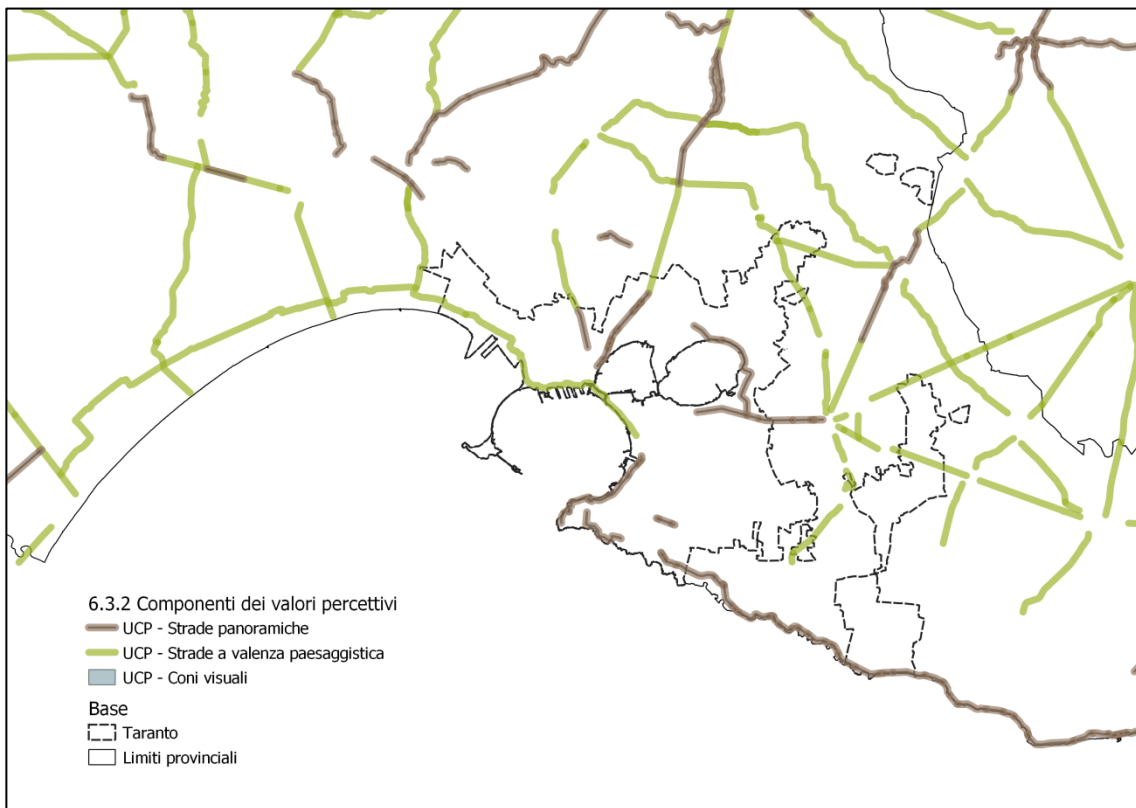 6.3.2 Componenti dei valori percettivi
UCP - Strade panoramiche
UCP - Strade a valenza paesaggistica
UCP - Coni visuali
Base
Taranto
Limiti provinciali